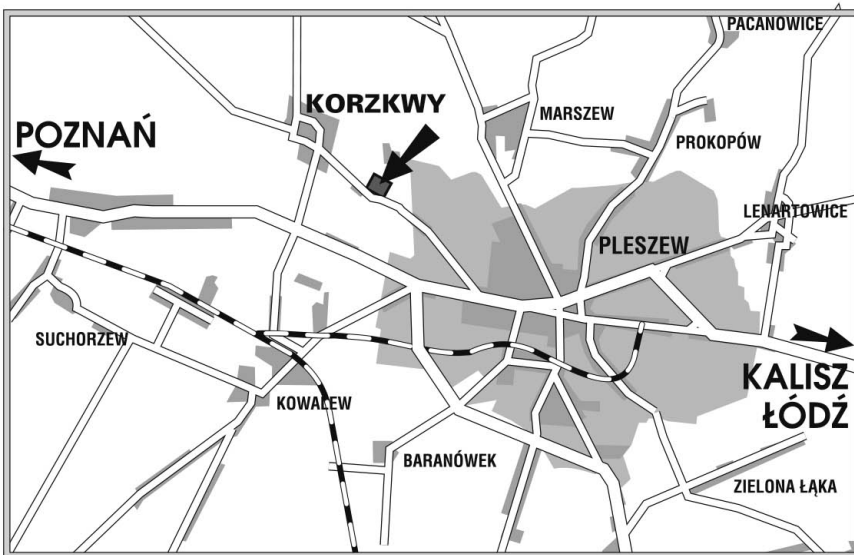 PACANOWICE
KORZKWY
MARSZEW
POZNAŃ
PROKOPÓW
LENARTOWICE
PLESZEW
SUCHORZEW
KALISZ
ŁÓDŹ
KOWALEW
BARANÓWEK
ZIELONA ŁĄKA